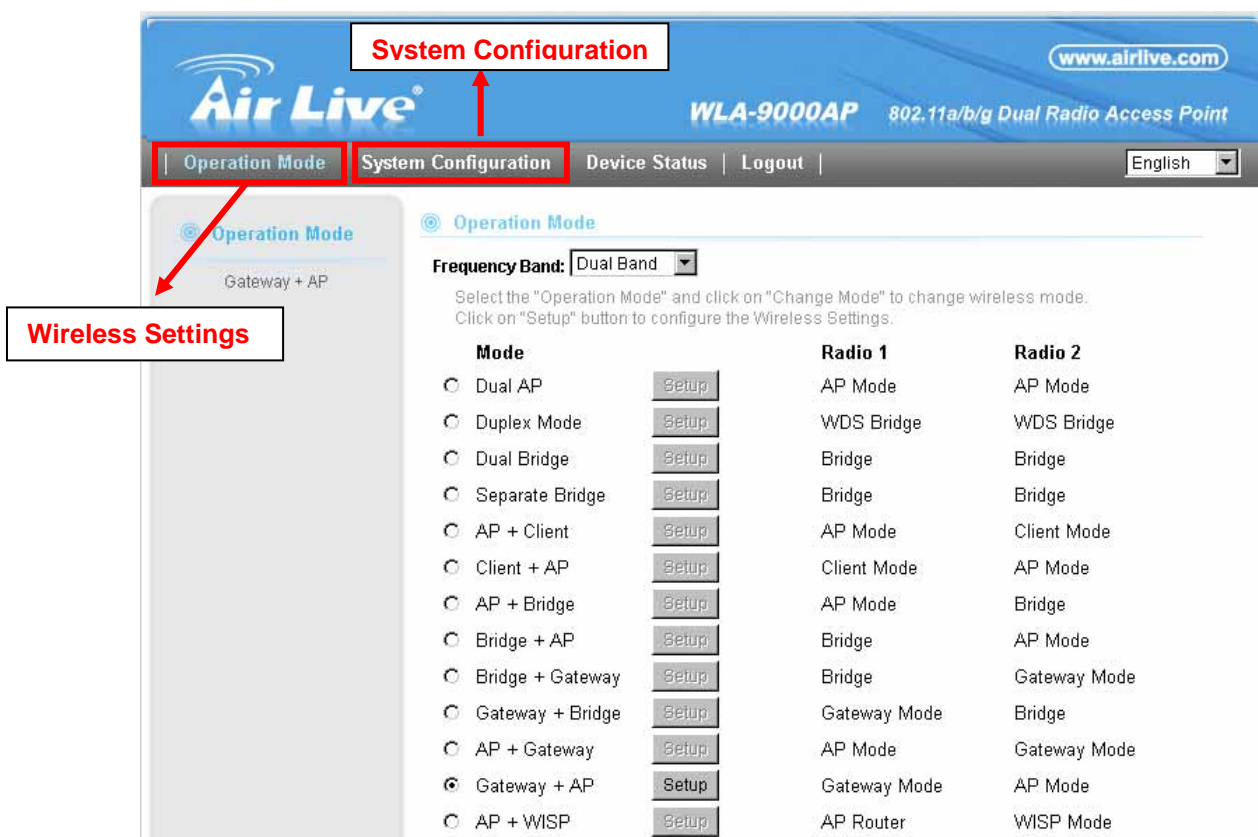 System Configuration
www.airlive.com
Air Live®
WLA-9000AP 802.11a/b/g Dual Radio Access Point
| Operation Mode System Configuration Device Status | Logout | English
Operation Mode
Gateway + AP
Wireless Settings
Operation Mode
Frequency Band: Dual Band
Select the "Operation Mode" and click on "Change Mode" to change wireless mode.
Click on "Setup" button to configure the Wireless Settings.
Mode Radio 1 Radio 2
Dual AP Setup AP Mode AP Mode
Duplex Mode Setup WDS Bridge WDS Bridge
Dual Bridge Setup Bridge Bridge
Separate Bridge Setup Bridge Bridge
AP + Client Setup AP Mode Client Mode
Client + AP Setup Client Mode AP Mode
AP + Bridge Setup AP Mode Bridge
Bridge + AP Setup Bridge AP Mode
Bridge + Gateway Setup Bridge Gateway Mode
Gateway + Bridge Setup Gateway Mode Bridge
AP + Gateway Setup AP Mode Gateway Mode
Gateway + AP Setup Gateway Mode AP Mode
AP + WISP Setup AP Router WISP Mode